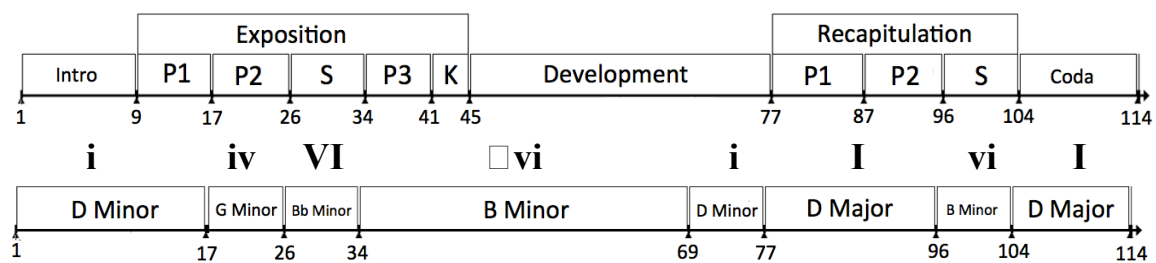 Exposition Recapitulation
Intro P1 P2 S P3 K Development P1 P2 S Coda
1 9 17 26 34 41 45 77 87 96 104 114
i iv VI □vi i I vi I
D Minor G Minor Bb Minor B Minor D Minor D Major B Minor D Major
1 17 26 34 69 77 96 104 114